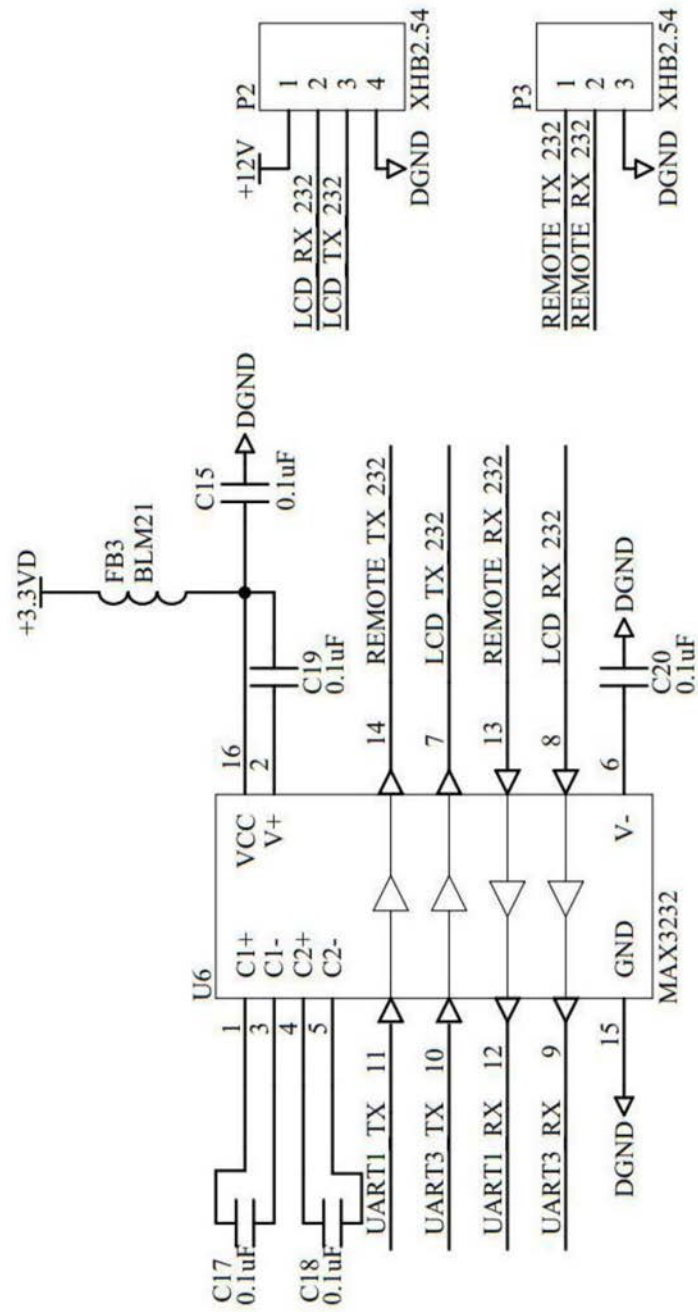 U6
C17
0.1uF
C18
0.1uF
1
3
4
5
C1+
C1-
C2+
C2-
VCC
V+
16
2
+3.3VD
FB3
BLM21
C15
0.1uF
DGND
C19
0.1uF
UART1 TX 11
14 REMOTE TX 232
UART3 TX 10
7 LCD TX 232
UART1 RX 12
13 REMOTE RX 232
UART3 RX 9
8 LCD RX 232
DGND
15
GND
V-
6
C20
0.1uF
DGND
MAX3232
+12V
P2
LCD RX 232
LCD TX 232
1
2
3
4
DGND
XHB2.54
P3
REMOTE TX 232
REMOTE RX 232
1
2
3
DGND
XHB2.54